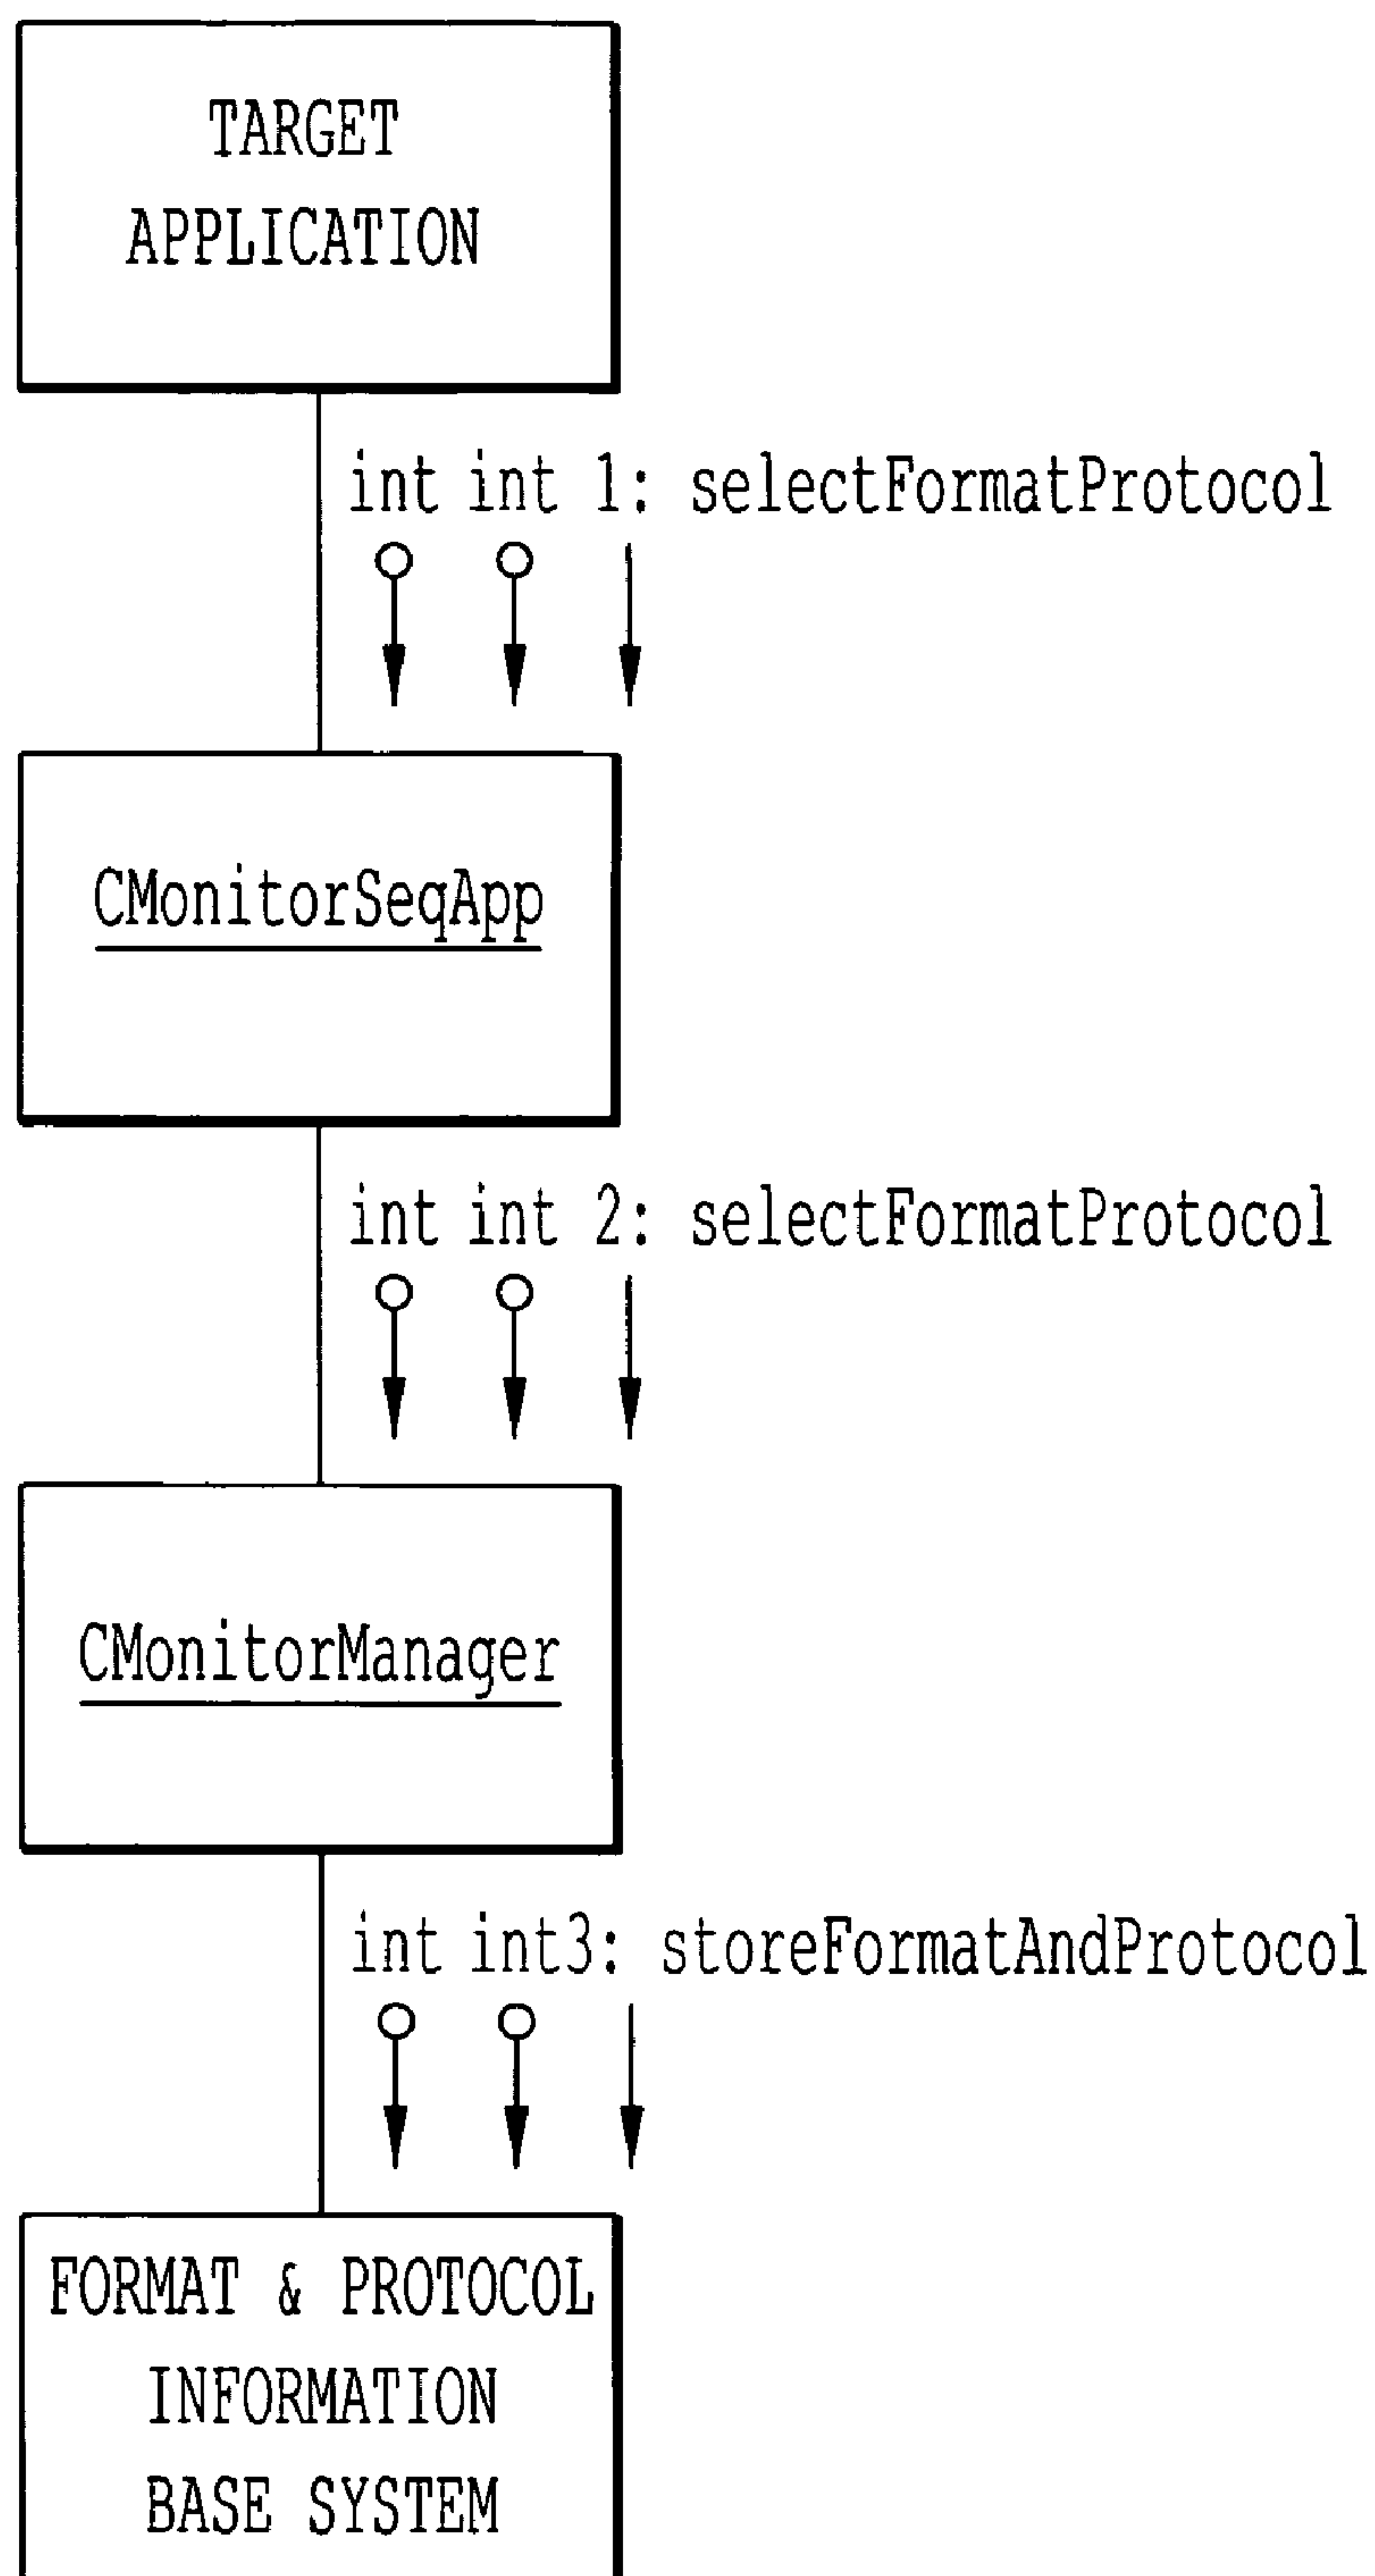 TARGET
APPLICATION
int int 1: selectFormatProtocol
CMonitorSeqApp
int int 2: selectFormatProtocol
CMonitorManager
int int3: storeFormatAndProtocol
FORMAT & PROTOCOL
INFORMATION
BASE SYSTEM